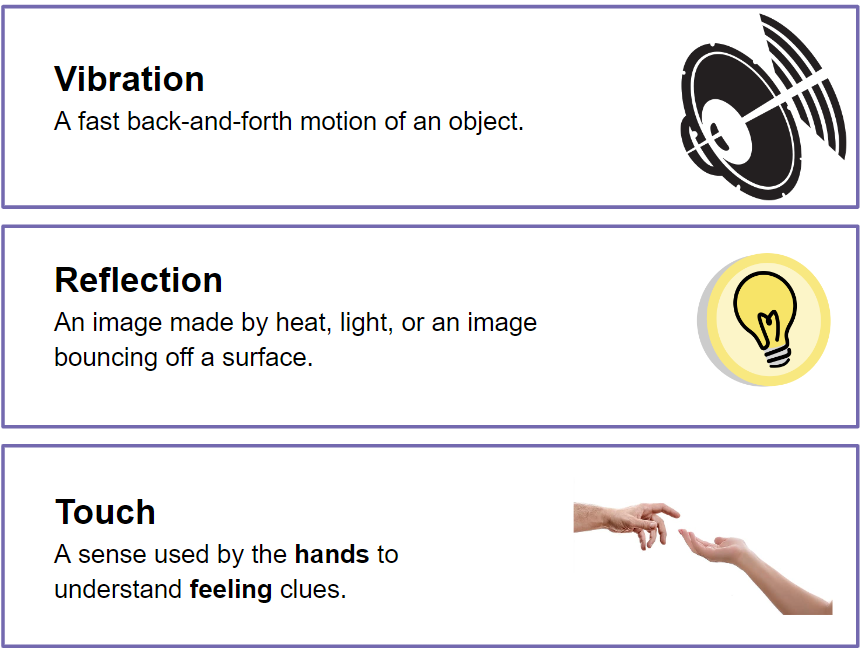 Vibration
A fast back-and-forth motion of an object.
Reflection
An image made by heat, light, or an image
bouncing off a surface.
Touch
A sense used by the hands to
understand feeling clues.